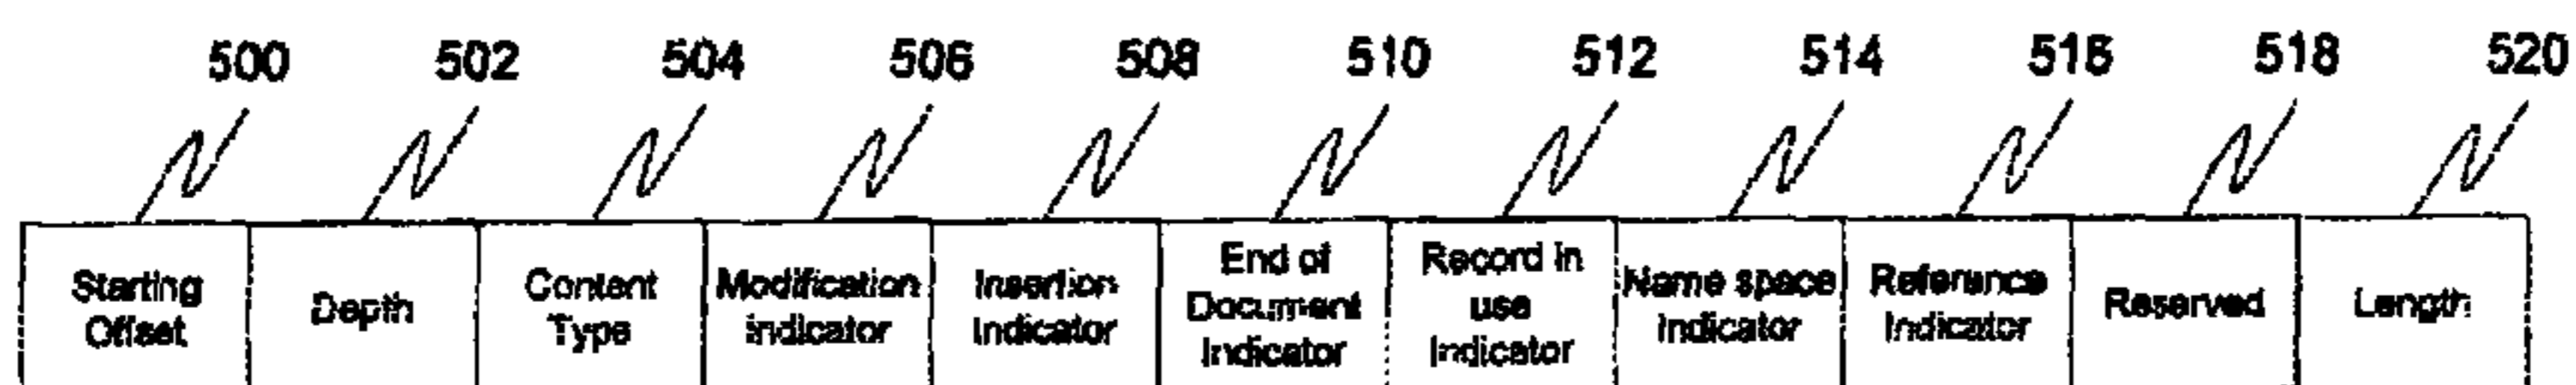 500 502 504 506 508 510 512 514 516 518 520
Starting
Offset
Depth
Content
Type
Modification
indicator
Insertion
Indicator
End of
Document
Indicator
Record in
use
Indicator
Name space
Indicator
Reference
Indicator
Reserved
Length